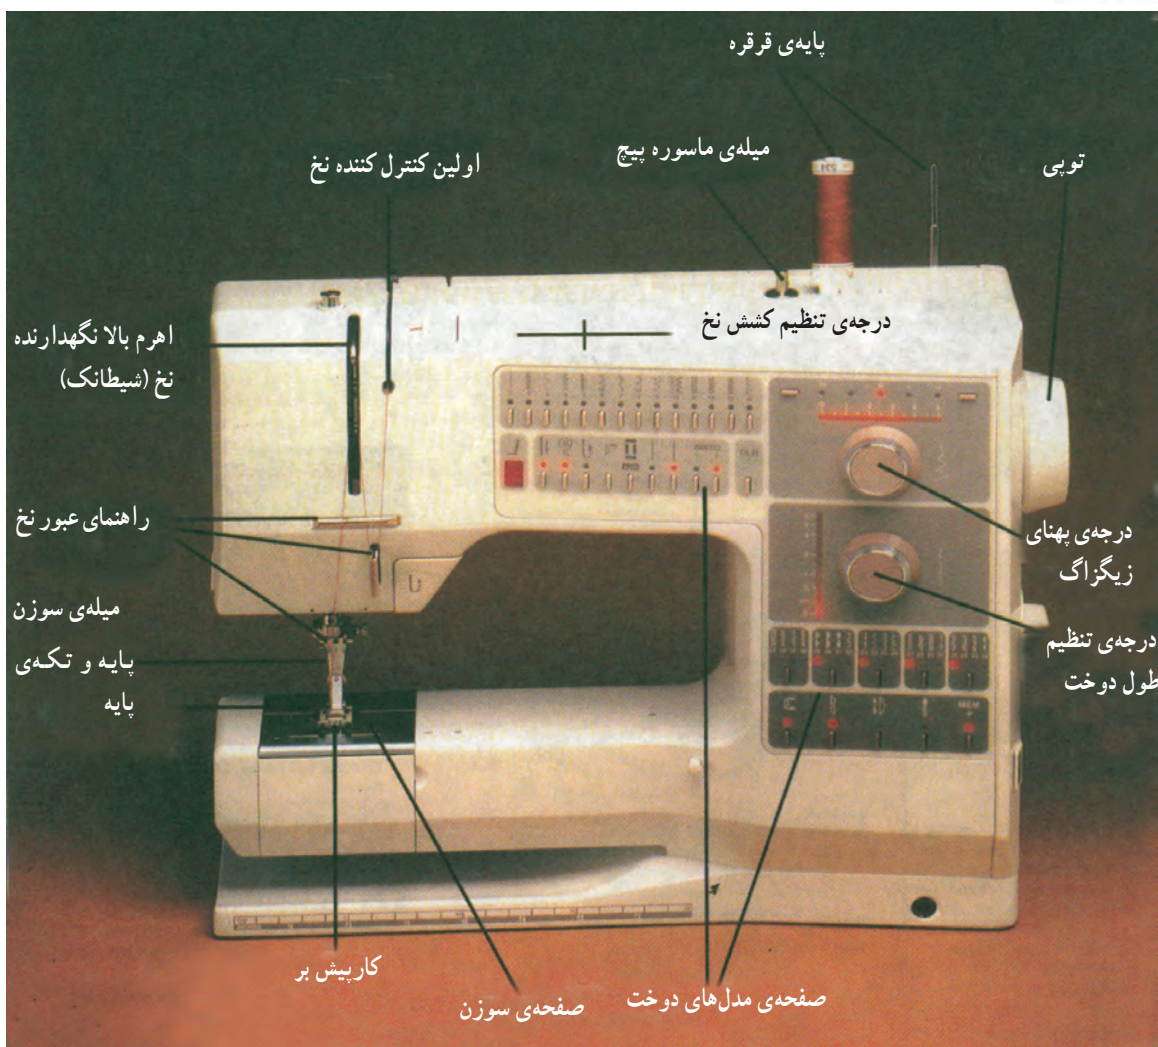 پایه‌ی قرقره
میله‌ی ماسوره پیچ
توپی
اولین کنترل کننده نخ
درجه‌ی تنظیم کشش نخ
اهرم بالا نگهدارنده
نخ (شیطانک)
راهنمای عبور نخ
درجه‌ی پهنای
زیگزاگ
میله‌ی سوزن
درجه‌ی تنظیم
طول دوخت
پایه و تکه‌ی
پایه
کارپیش بر
صفحه‌ی سوزن
صفحه‌ی مدل‌های دوخت